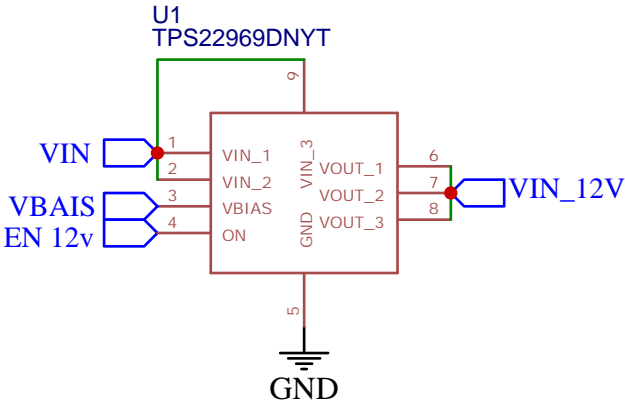 U1
TPS22969DNYT
9
VIN
1
VIN_1
2
VIN_2
VBAIS
3
VBIAS
EN 12v
4
ON
VIN_3
GND
VOUT_1
6
VOUT_2
7
VOUT_3
8
VIN_12V
5
GND